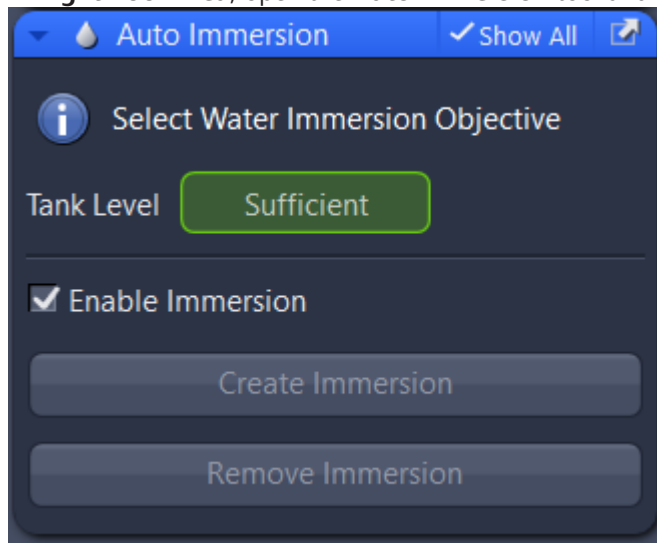 Auto Immersion Show All
Select Water Immersion Objective
Tank Level Sufficient
Enable Immersion
Create Immersion
Remove Immersion